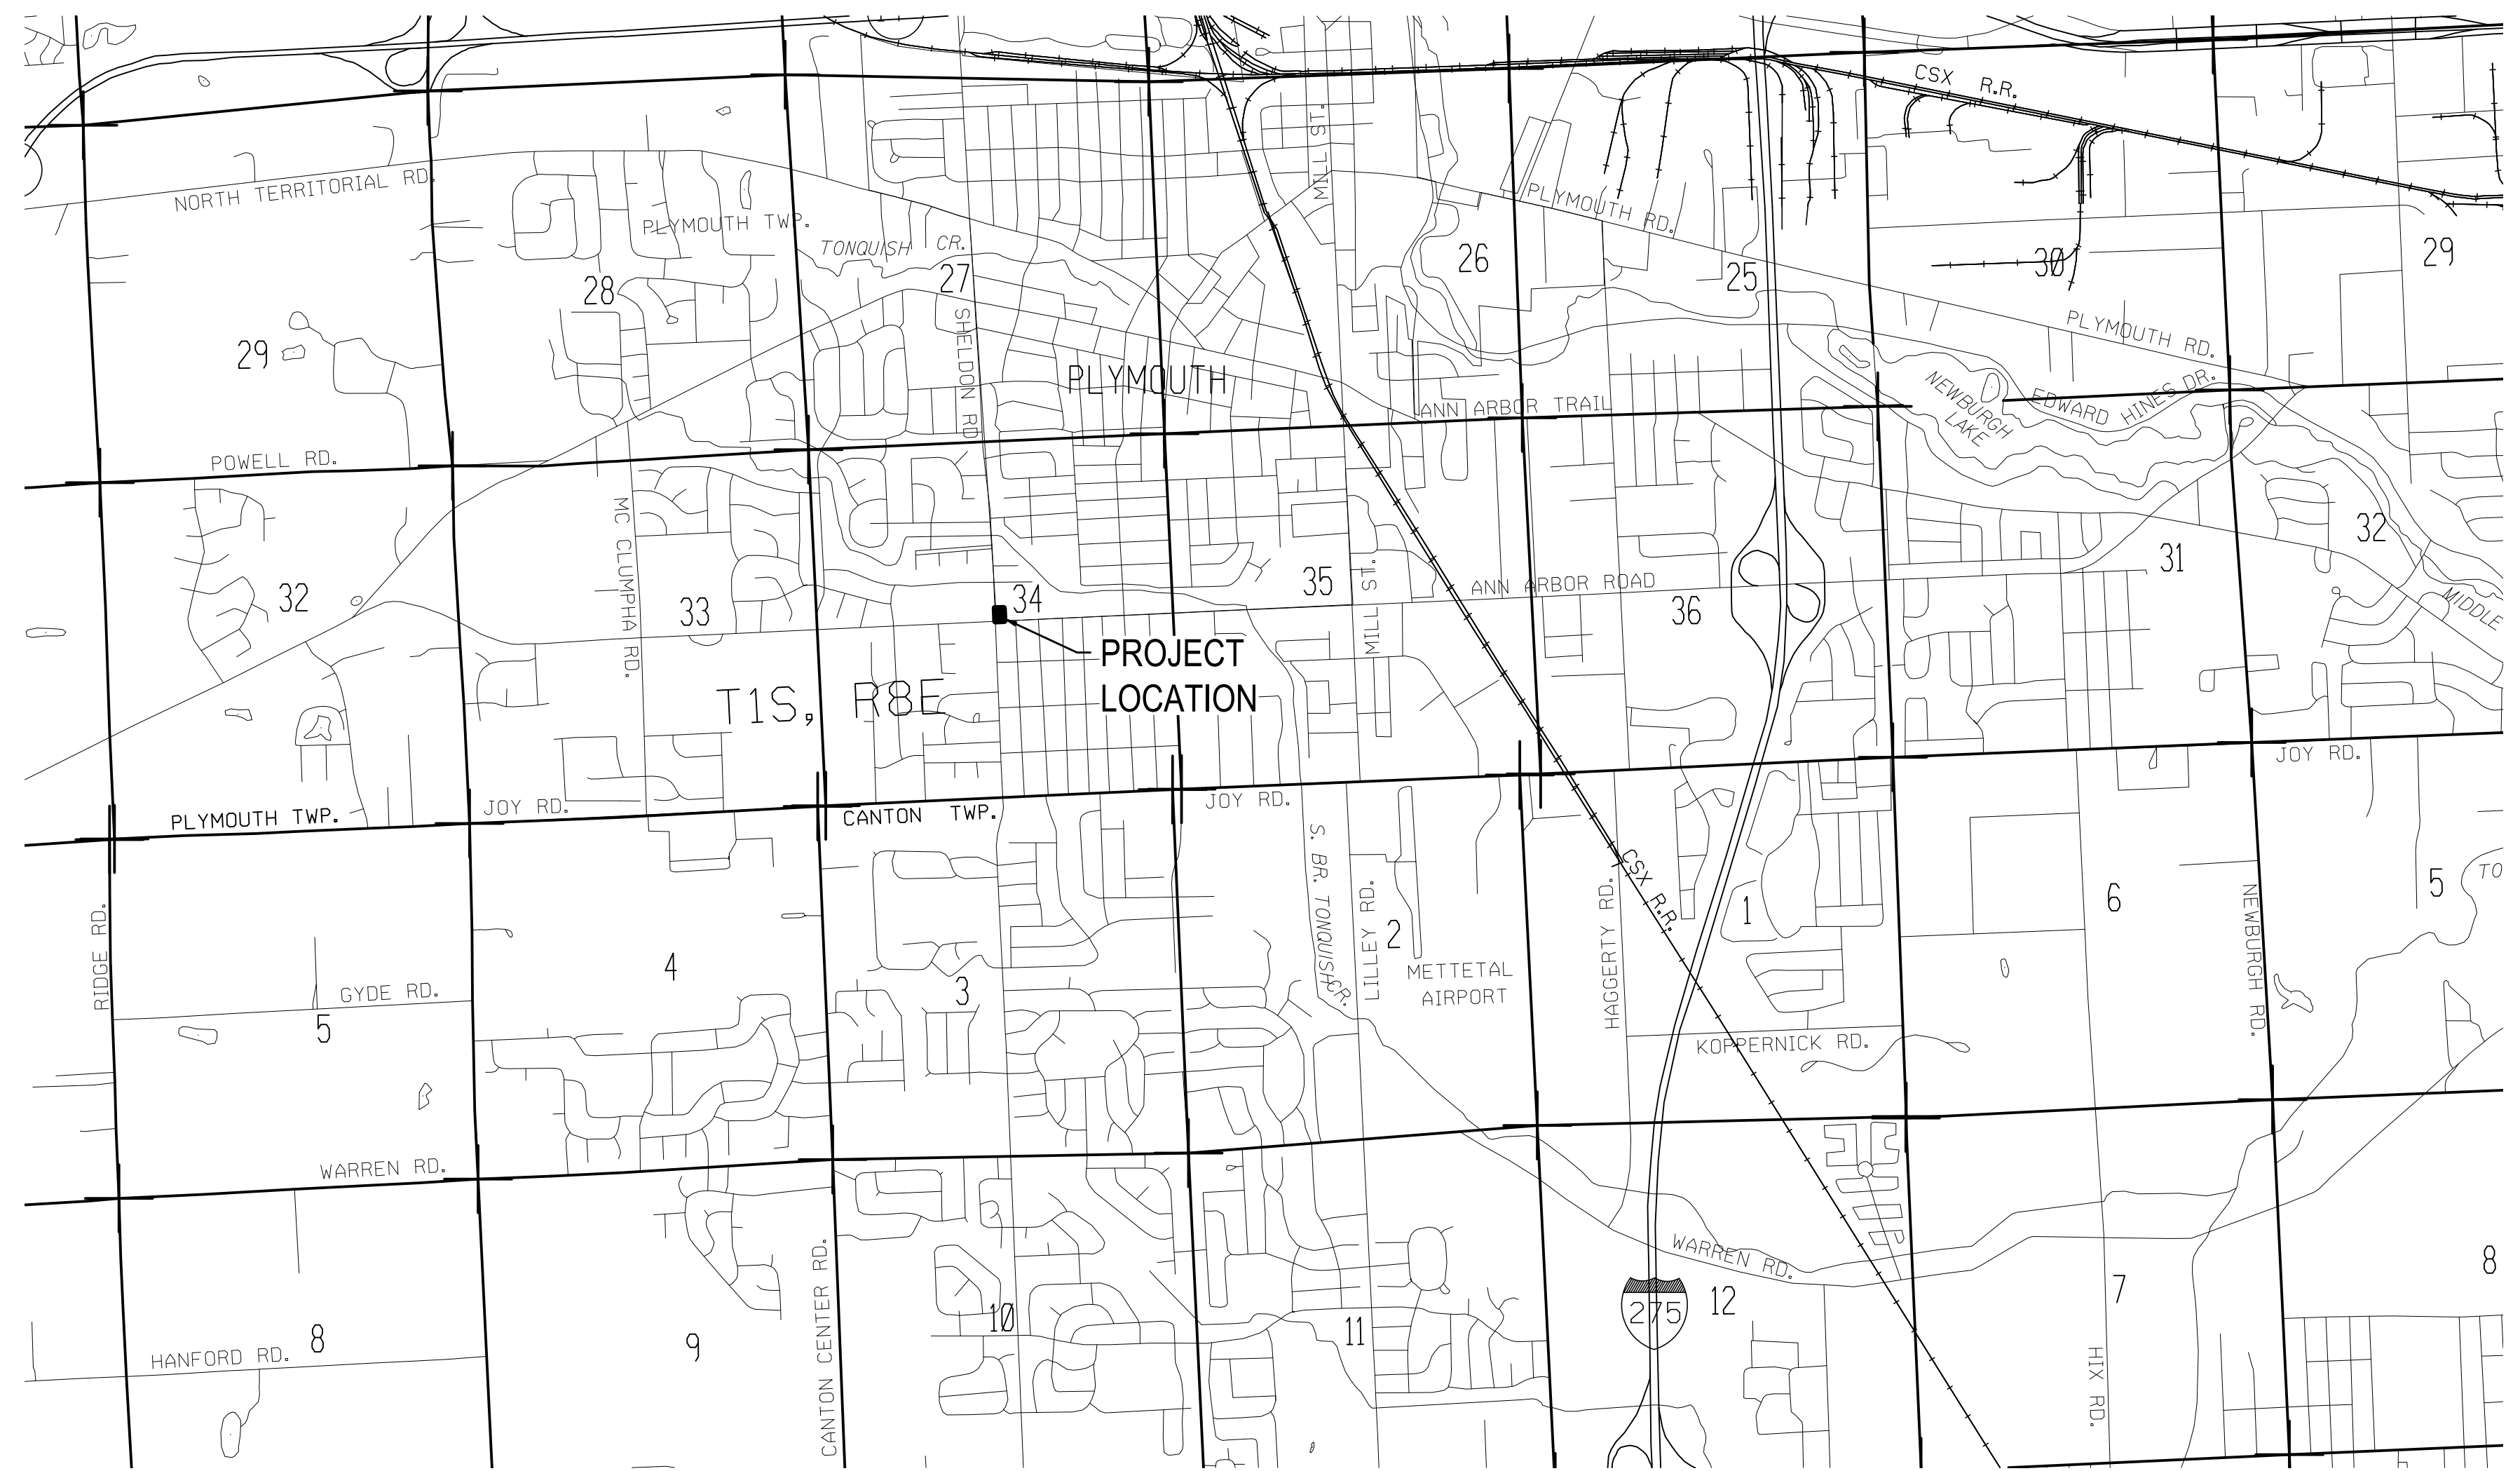 CSX R.R.
MILL ST.
NORTH TERRITORIAL RD.
PLYMOUTH TWP.
TONQUISH CR.
PLYMOUTH RD.
26
25
30
29
28
27
29
SHELDON RD
PLYMOUTH
ANN ARBOR TRAIL
PLYMOUTH RD.
NEWBURGH
LAKE
EDWARD HINES DR.
POWELL RD.
MC CLUMPHA RD.
32
33
34
35
MILL ST.
ANN ARBOR ROAD
36
31
32
MIDDLE
PROJECT
LOCATION
T1S, R8E
PLYMOUTH TWP.
JOY RD.
CANTON TWP.
JOY RD.
JOY RD.
RIDGE RD.
S. BR. TONQUISH CR.
LILLEY RD.
2
METTETAL
AIRPORT
HAGGERTY RD.
CSX R.R.
1
6
NEWBURGH RD.
5
TO
4
3
GYDE RD.
5
KOPPERNICK RD.
WARREN RD.
WARREN RD.
CANTON CENTER RD.
HANFORD RD.
8
9
10
11
275
12
7
8
HIX RD.